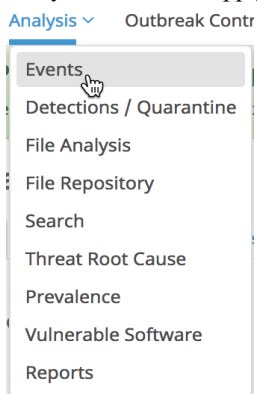 Analysis Outbreak Contr
Events
Detections / Quarantine
File Analysis
File Repository
Search
Threat Root Cause
Prevalence
Vulnerable Software
Reports